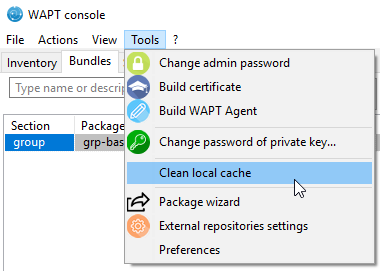 WAPT console
File Actions View Tools ?
Inventory Bundles
Type name or descrip
Section Package
group grp-bas
Change admin password
Build certificate
Build WAPT Agent
Change password of private key...
Clean local cache
Package wizard
External repositories settings
Preferences